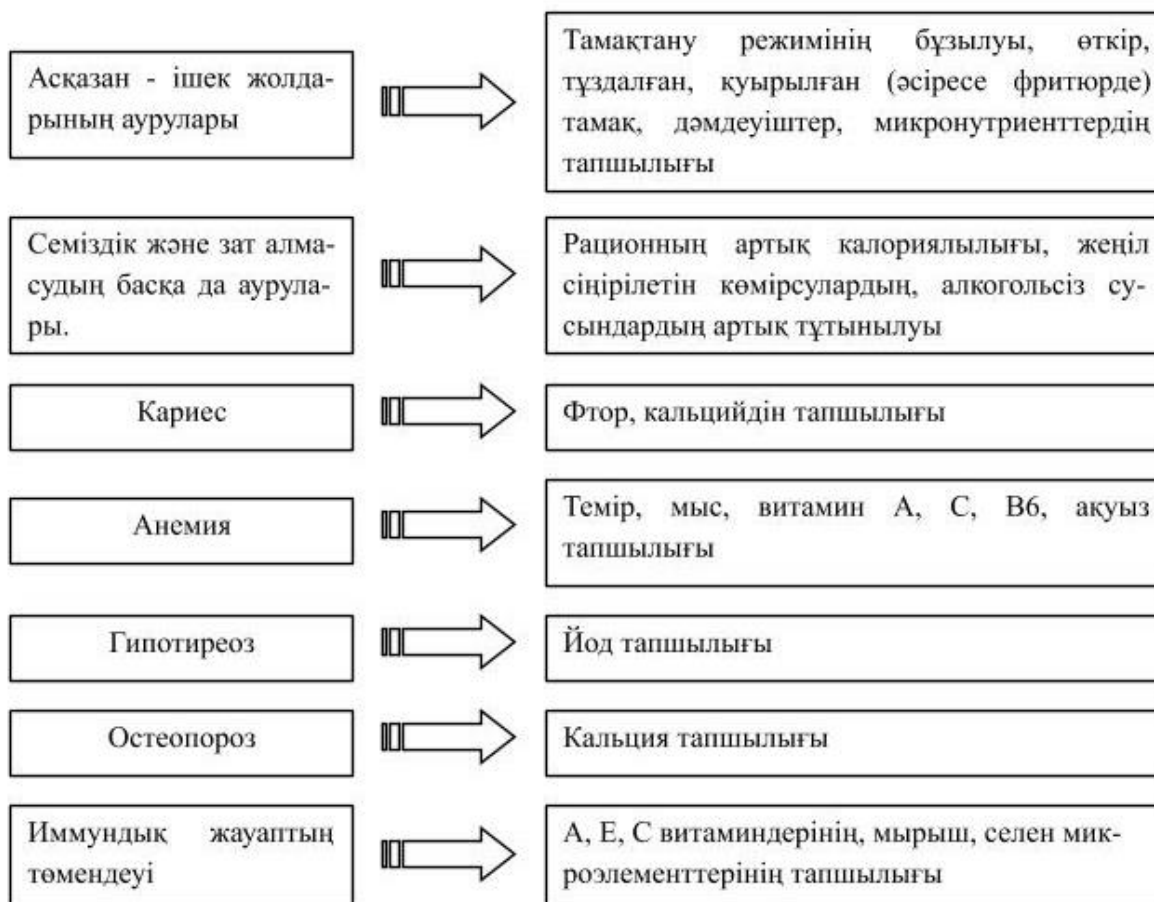 Асқазан - ішек жолда-
рының аурулары
Тамақтану режимінің бұзылуы, өткір,
тұздалған, қуырылған (әсіресе фритюрде)
тамақ, дәмдеуіштер, микронутриенттердің
тапшылығы
Семіздік және зат алма-
судың басқа да аурула-
ры.
Рационның артық калориялылығы, жеңіл
сіңірілетін көмірсулардың, алкогольсіз су-
сындардың артық тұтынылуы
Кариес
Фтор, кальцийдің тапшылығы
Анемия
Темір, мыс, витамин А, С, В6, ақуыз
тапшылығы
Гипотиреоз
Йод тапшылығы
Остеопороз
Кальция тапшылығы
Иммундық жауаптың
төмендеуі
А, Е, С витаминдерінің, мырыш, селен мик-
роэлементтерінің тапшылығы